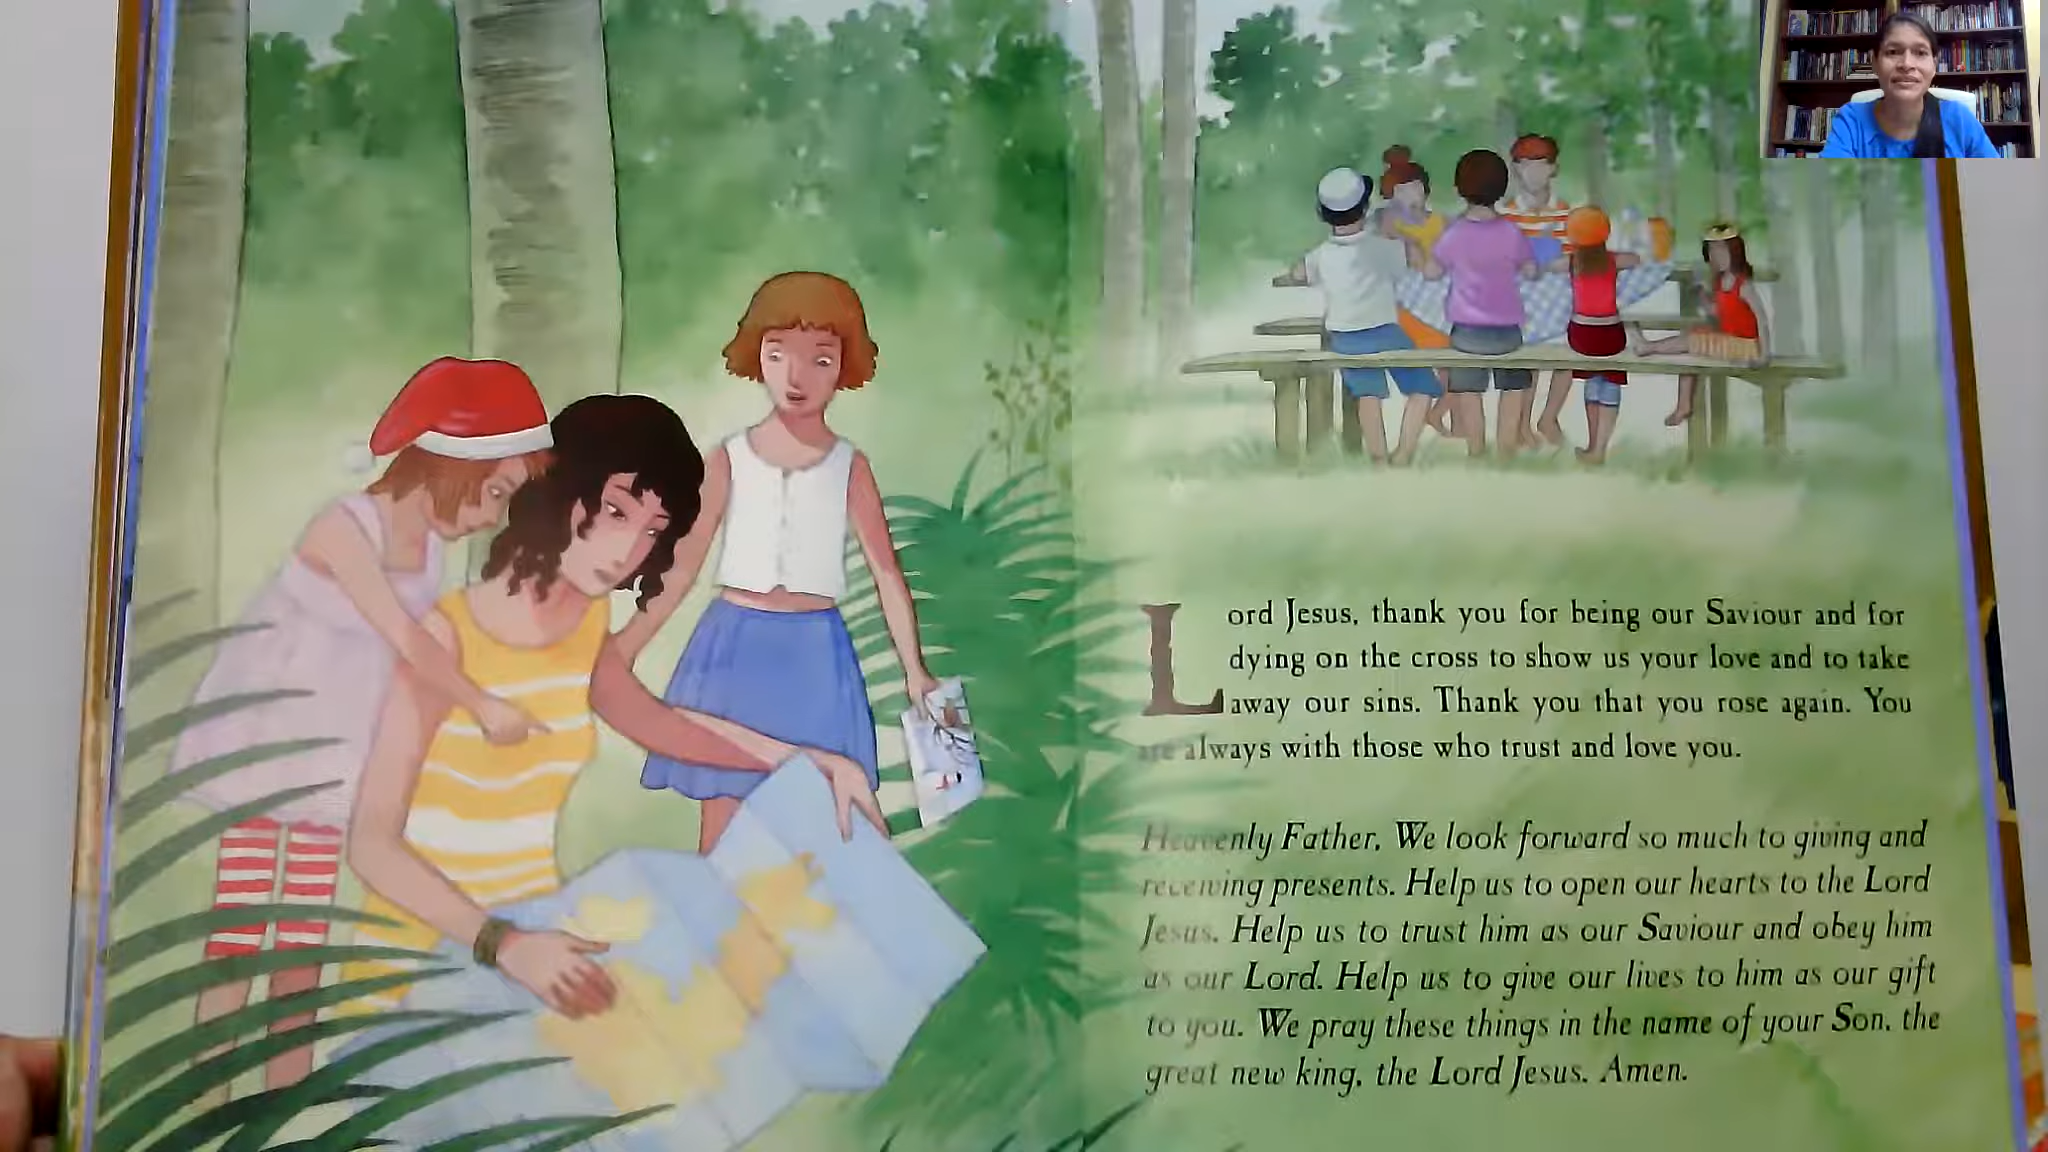 Lord Jesus, thank you for being our Saviour and for
dying on the cross to show us your love and to take
away our sins. Thank you that you rose again. You
are always with those who trust and love you.
Heavenly Father, We look forward so much to giving and
receiving presents. Help us to open our hearts to the Lord
Jesus. Help us to trust him as our Saviour and obey him
as our Lord. Help us to give our lives to him as our gift
to you. We pray these things in the name of your Son, the
great new king, the Lord Jesus. Amen.